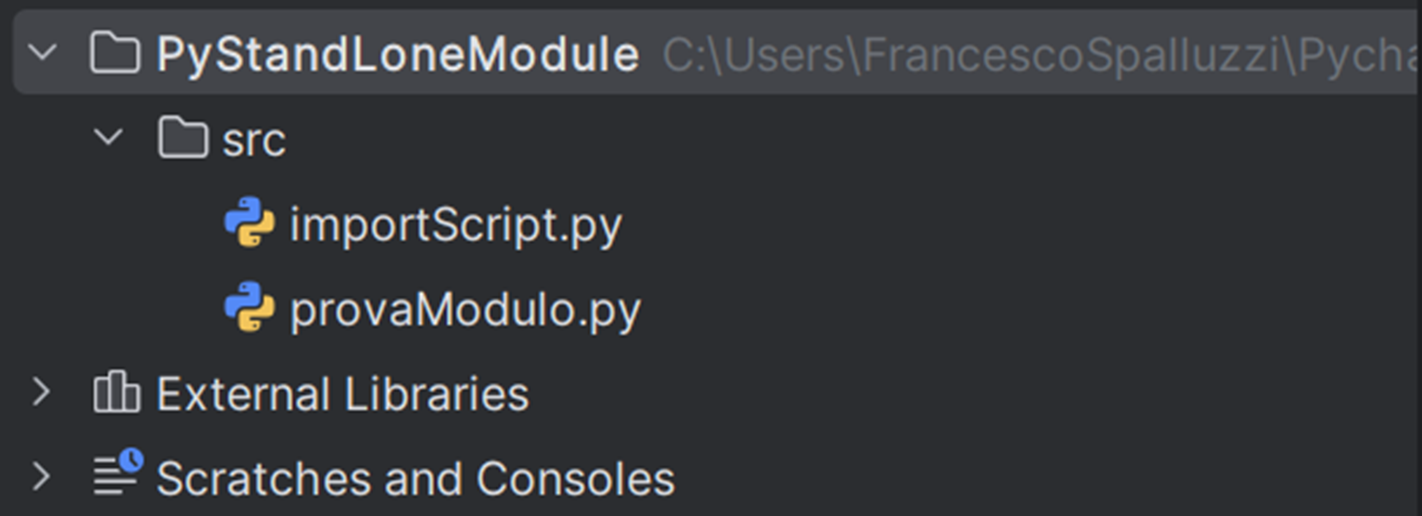 PyStandLoneModule C:\Users\FrancescoSpalluzzi\Pycha
src
importScript.py
provaModulo.py
External Libraries
Scratches and Consoles